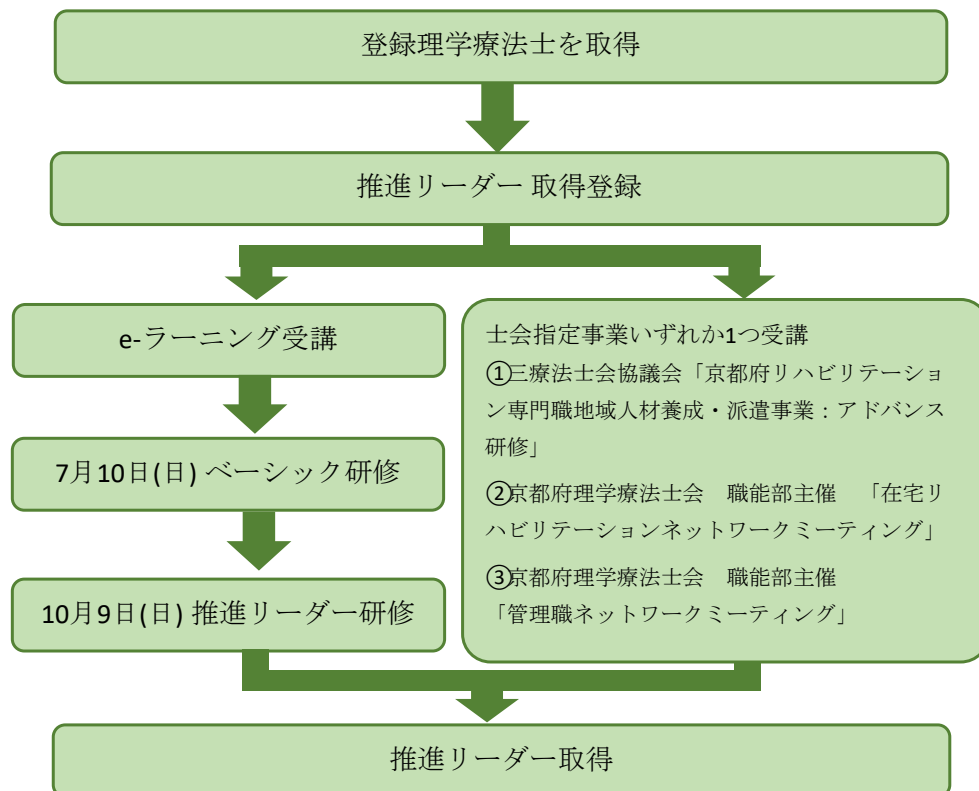 登録理学療法士を取得
推進リーダー 取得登録
e-ラーニング受講
7月10日(日) ベーシック研修
10月9日(日) 推進リーダー研修
士会指定事業いずれか1つ受講
①三療法士会協議会「京都府リハビリテーショ
ン専門職地域人材養成・派遣事業：アドバンス
研修」
②京都府理学療法士会　職能部主催　「在宅リ
ハビリテーションネットワークミーティング」
③京都府理学療法士会　職能部主催
「管理職ネットワークミーティング」
推進リーダー取得